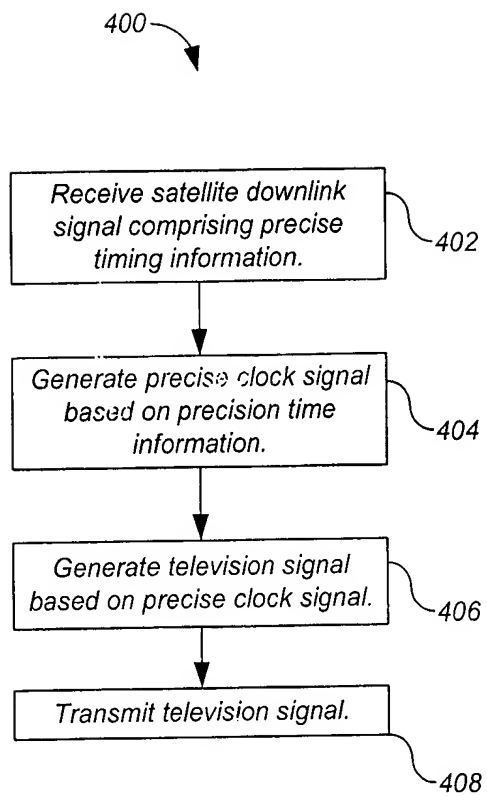 400
Receive satellite downlink
signal comprising precise
timing information.
402
Generate precise clock signal
based on precision time
information.
404
Generate television signal
based on precise clock signal.
406
Transmit television signal.
408